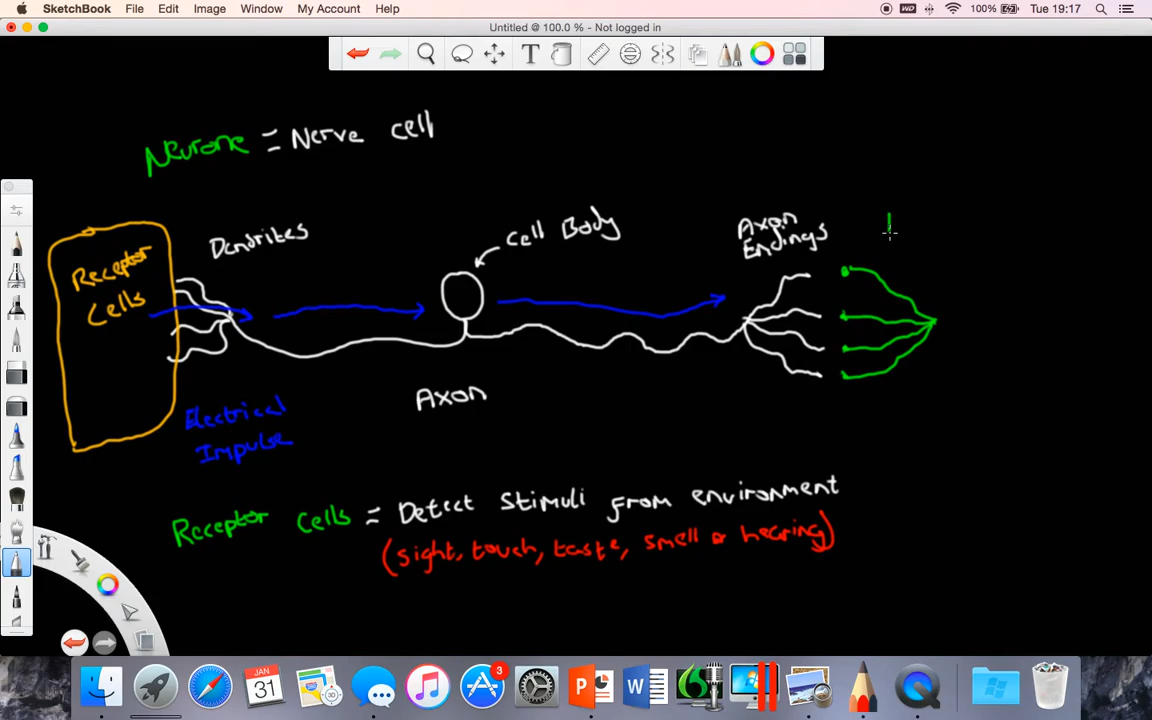 SketchBook File Edit Image Window My Account Help 100% Tue 19:17
Untitled @ 100.0 % - Not logged in
Neurone = Nerve cell
Dendrites
Cell Body
Axon
Endings
Receptor
Cells
Axon
Electrical
Impulse
Receptor Cells = Detect Stimuli from environment
(sight, touch, taste, smell & hearing)
JAN
31
3